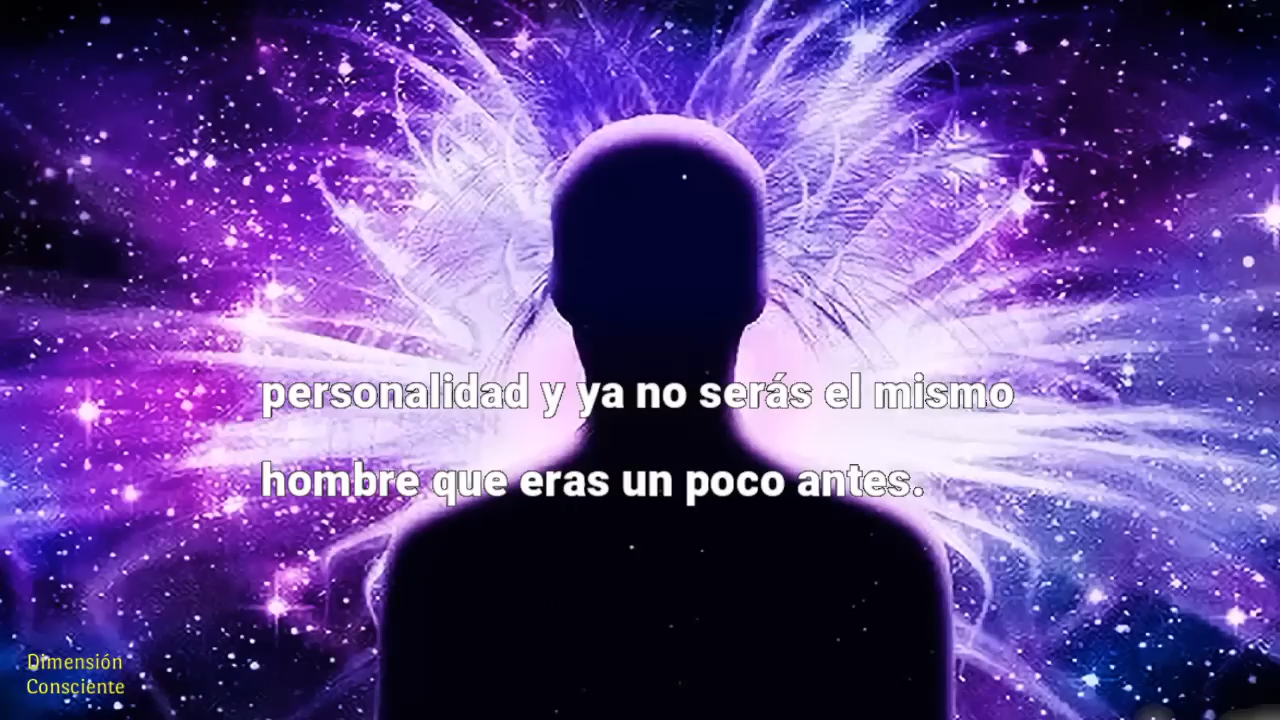 personalidad y ya no serás el mismo
hombre que eras un poco antes.
Dimensión
Consciente